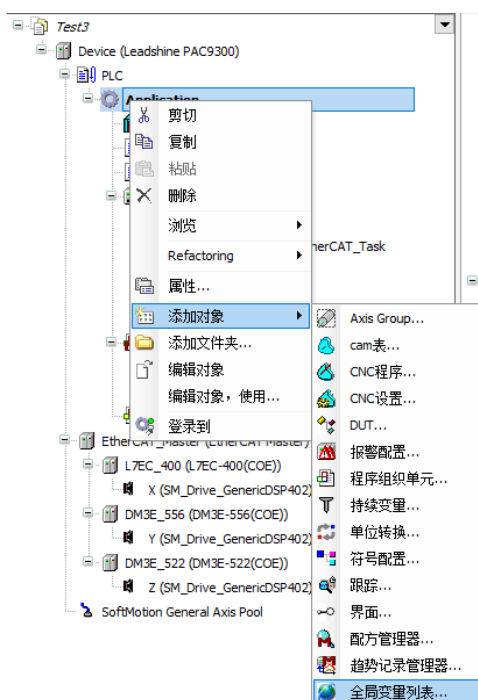 Test3
Device (Leadshine PAC9300)
PLC
Application
剪切
复制
粘贴
删除
浏览
herCAT_Task
Refactoring
属性...
添加对象
Axis Group...
添加文件夹...
cam表...
编辑对象
CNC程序...
编辑对象，使用...
CNC设置...
登录到
DUT...
EtherCAT_Master (EtherCAT Master)
报警配置...
L7EC_400 (L7EC-400(COE))
程序组织单元...
X (SM_Drive_GenericDSP402)
持续变量...
DM3E_556 (DM3E-556(COE))
单位转换...
Y (SM_Drive_GenericDSP402)
符号配置...
DM3E_522 (DM3E-522(COE))
跟踪...
Z (SM_Drive_GenericDSP402)
界面...
SoftMotion General Axis Pool
配方管理器...
趋势记录管理器...
全局变量列表...